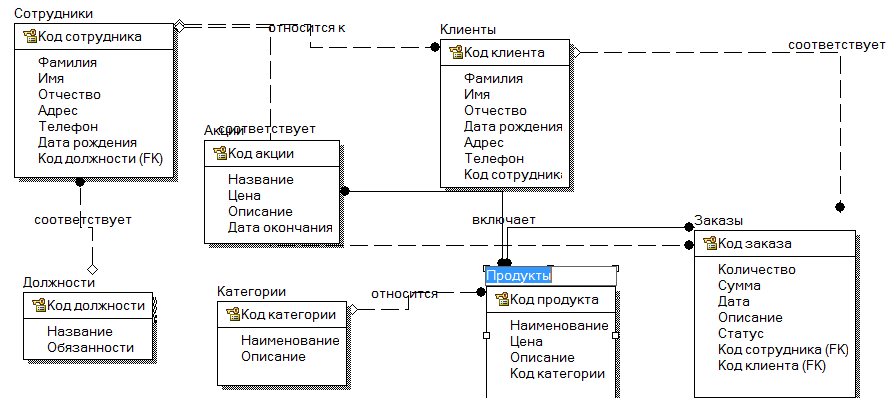 Сотрудники
Код сотрудника
Фамилия
Имя
Отчество
Адрес
Телефон
Дата рождения
Код должности (FK)
относится к
Клиенты
Код клиента
Фамилия
Имя
Отчество
Дата рождения
Адрес
Телефон
Код сотрудника
соответствует
Акции
соответствует
Код акции
Название
Цена
Описание
Дата окончания
соответствует
включает
Заказы
Код заказа
Количество
Сумма
Дата
Описание
Статус
Код сотрудника (FK)
Код клиента (FK)
Должности
Код должности
Название
Обязанности
Категории
Код категории
Наименование
Описание
относится
Продукты
Код продукта
Наименование
Цена
Описание
Код категории